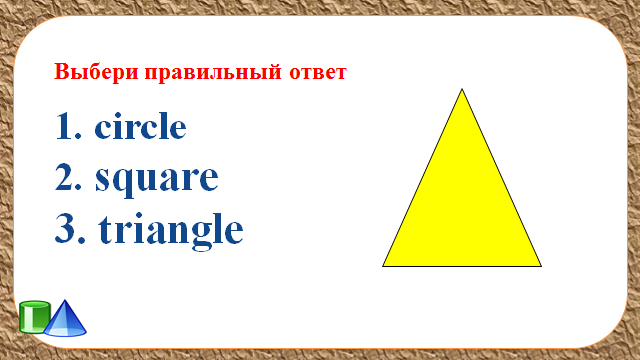 Выбери правильный ответ
1. circle
2. square
3. triangle